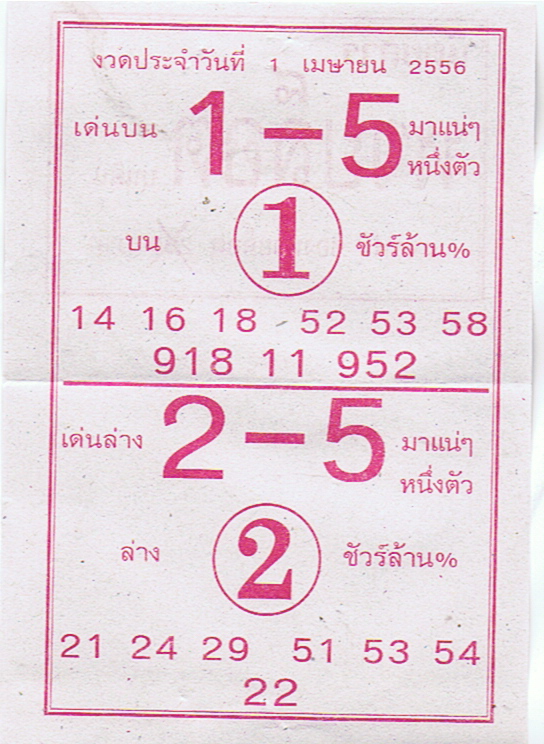 งวดประจำวันที่ 1 เมษายน 2556
เด่นบน 1 – 5 มาแน่ๆ
หนึ่งตัว
บน 1 ชัวร์ล้าน%
14 16 18 52 53 58
918 11 952
เด่นล่าง 2 – 5 มาแน่ๆ
หนึ่งตัว
ล่าง 2 ชัวร์ล้าน%
21 24 29 51 53 54
22